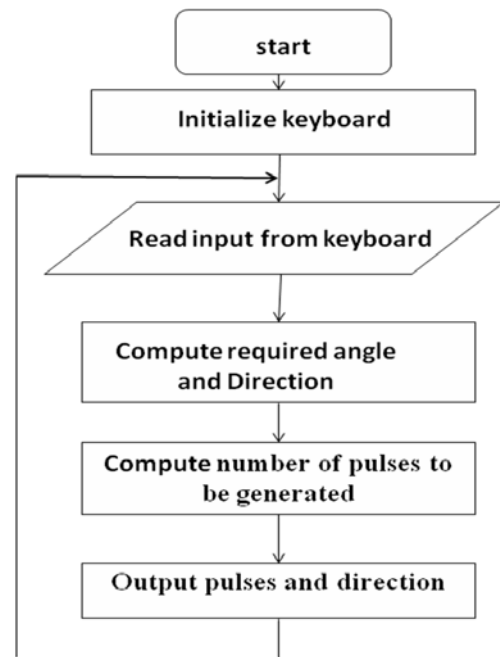 start
Initialize keyboard
Read input from keyboard
Compute required angle
and Direction
Compute number of pulses to
be generated
Output pulses and direction